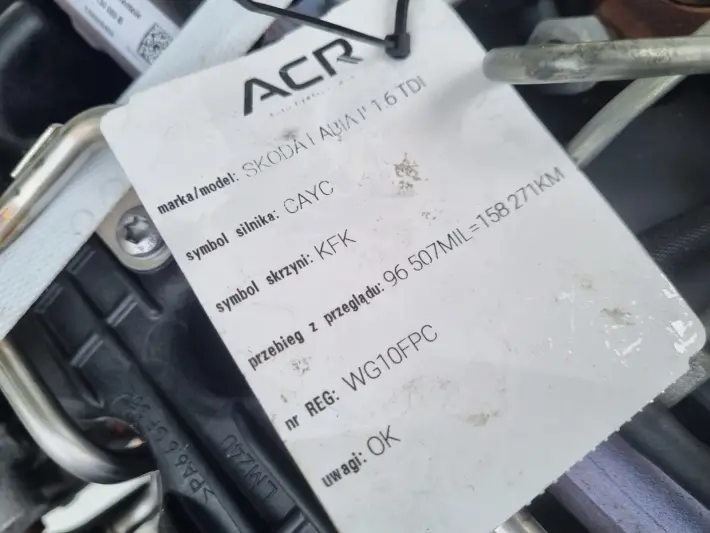 ACR
marka/model: SKODA FABIA II 1.6 TDI
symbol silnika: CAYC
symbol skrzyni: KFK
przebieg z przeglądu: 96 507MIL=158 271KM
nr REG: WG10FPC
uwagi: OK